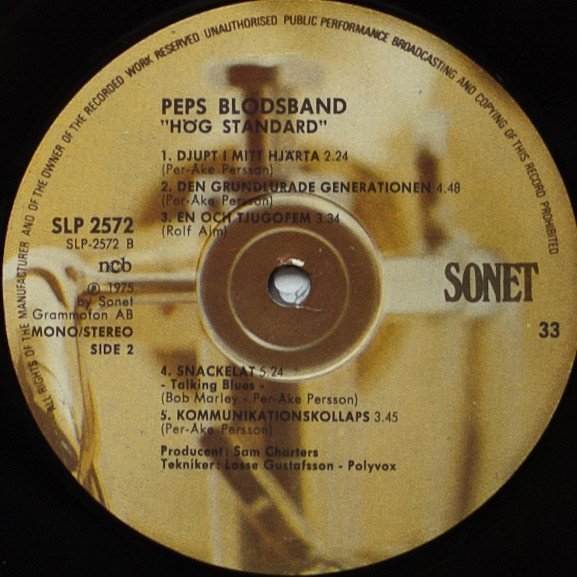 ALL RIGHTS OF THE MANUFACTURER AND OF THE OWNER OF THE RECORDED WORK RESERVED UNAUTHORISED PUBLIC PERFORMANCE BROADCASTING AND COPYING OF THIS RECORD PROHIBITED
PEPS BLODSBAND
"HÖG STANDARD"
1. DJUPT I MITT HJÄRTA 2.24
(Per-Åke Persson)
2. DEN GRUNDLURADE GENERATIONEN 4.48
(Per-Åke Persson)
3. EN OCH TJUGOFEM 3.34
(Rolf Alm)
SLP 2572
SLP-2572 B
ncb
℗ 1975
by Sonet
Grammofon AB
MONO/STEREO
SIDE 2
SONET
33
4. SNACKELÅT 5.24
- Talking Blues -
(Bob Marley - Per-Åke Persson)
5. KOMMUNIKATIONSKOLLAPS 3.45
(Per-Åke Persson)
Producent: Sam Charters
Tekniker: Lasse Gustafsson - Polyvox